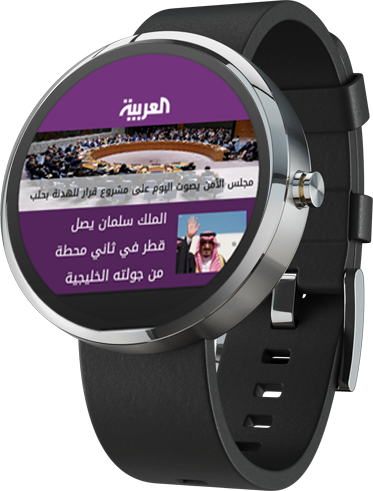 العربية
مجلس الأمن يصوت اليوم على مشروع قرار للهدنة بحلب
الملك سلمان يصل
قطر في ثاني محطة
من جولته الخليجية